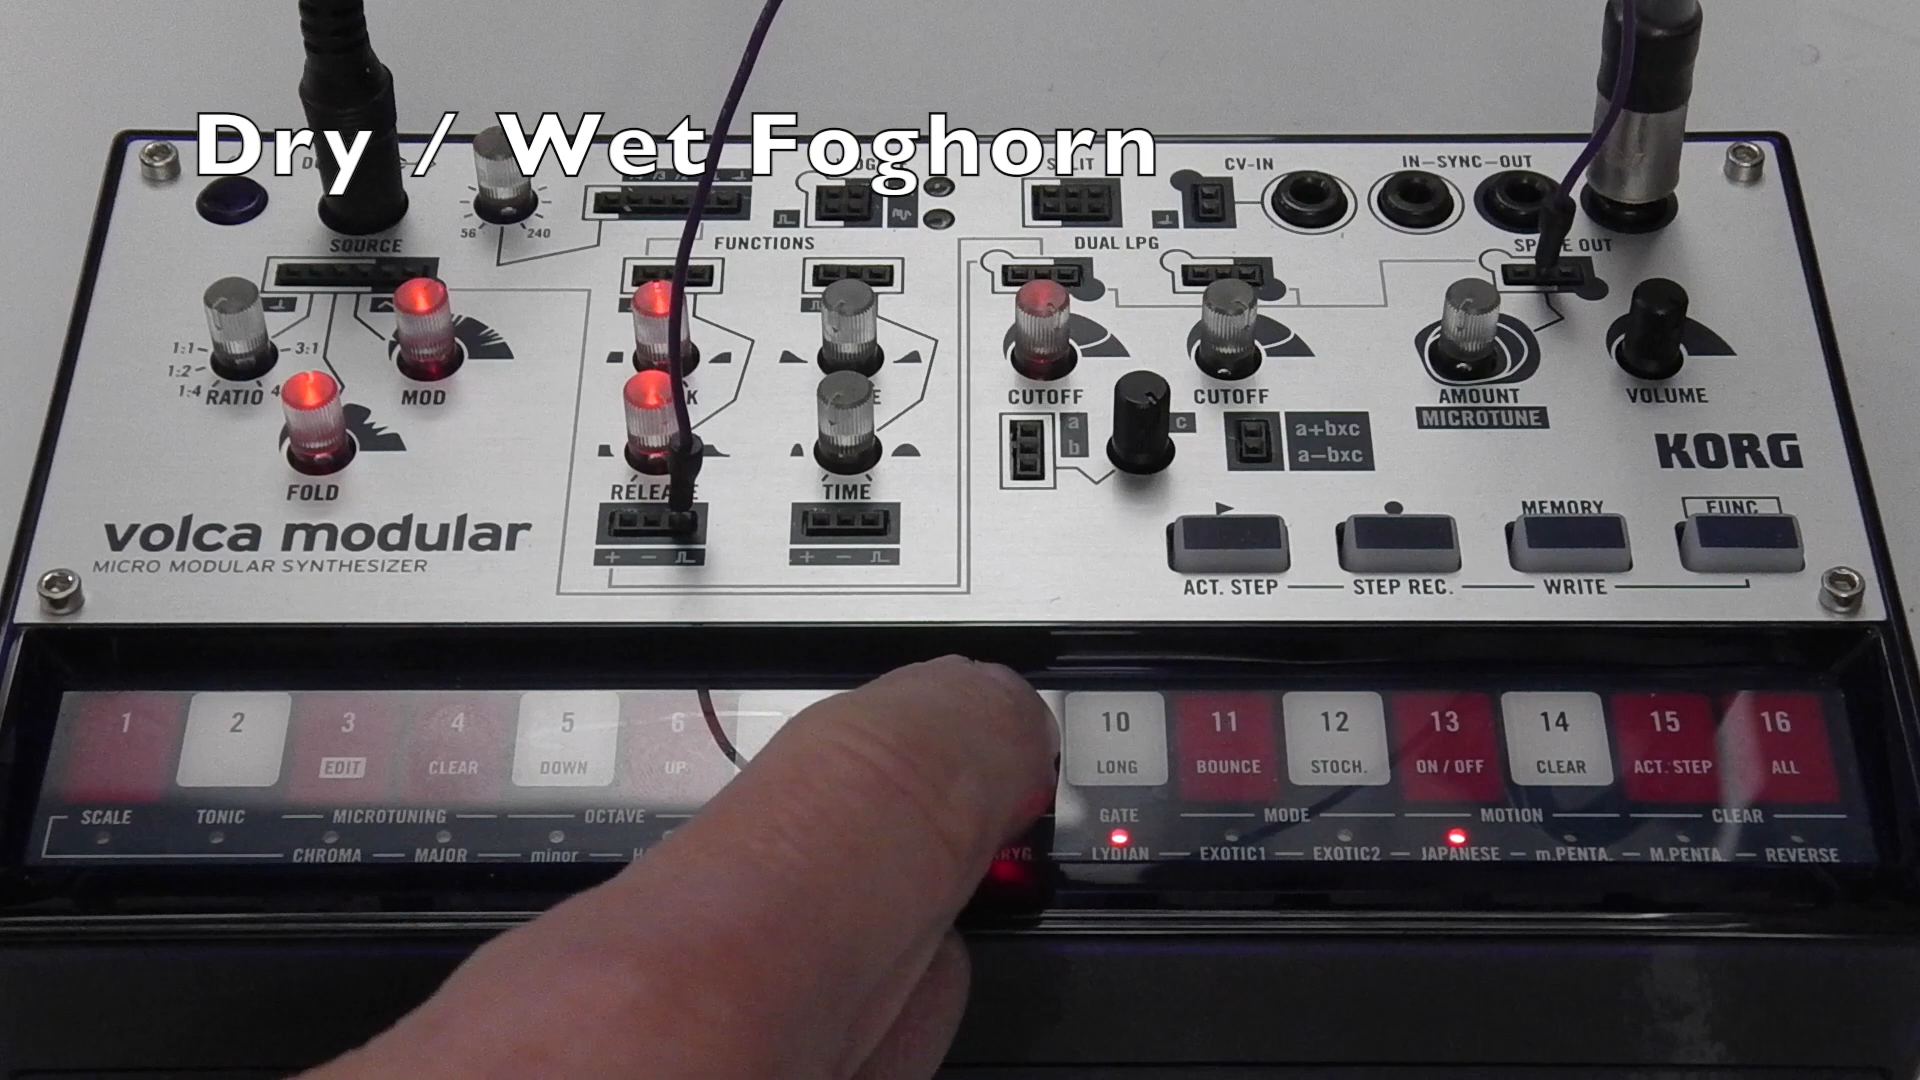 Dry / Wet Foghorn
CV-IN
IN-SYNC-OUT
SOURCE
56
240
FUNCTIONS
DUAL LPG
OUT
1:1
1:2
1:4
3:1
RATIO
MOD
FOLD
TIME
CUTOFF
CUTOFF
a
b
c
a+bxc
a-bxc
AMOUNT
MICROTUNE
VOLUME
KORG
volca modular
MICRO MODULAR SYNTHESIZER
+ -
+ -
MEMORY
FUNC
ACT. STEP
STEP REC.
WRITE
1 2 3 4 5 6 10 11 12 13 14 15 16
EDIT CLEAR DOWN UP LONG BOUNCE STOCH. ON / OFF CLEAR ACT. STEP ALL
SCALE TONIC MICROTUNING OCTAVE GATE MODE MOTION CLEAR
CHROMA MAJOR minor LYDIAN EXOTIC1 EXOTIC2 JAPANESE m.PENTA. M.PENTA. REVERSE